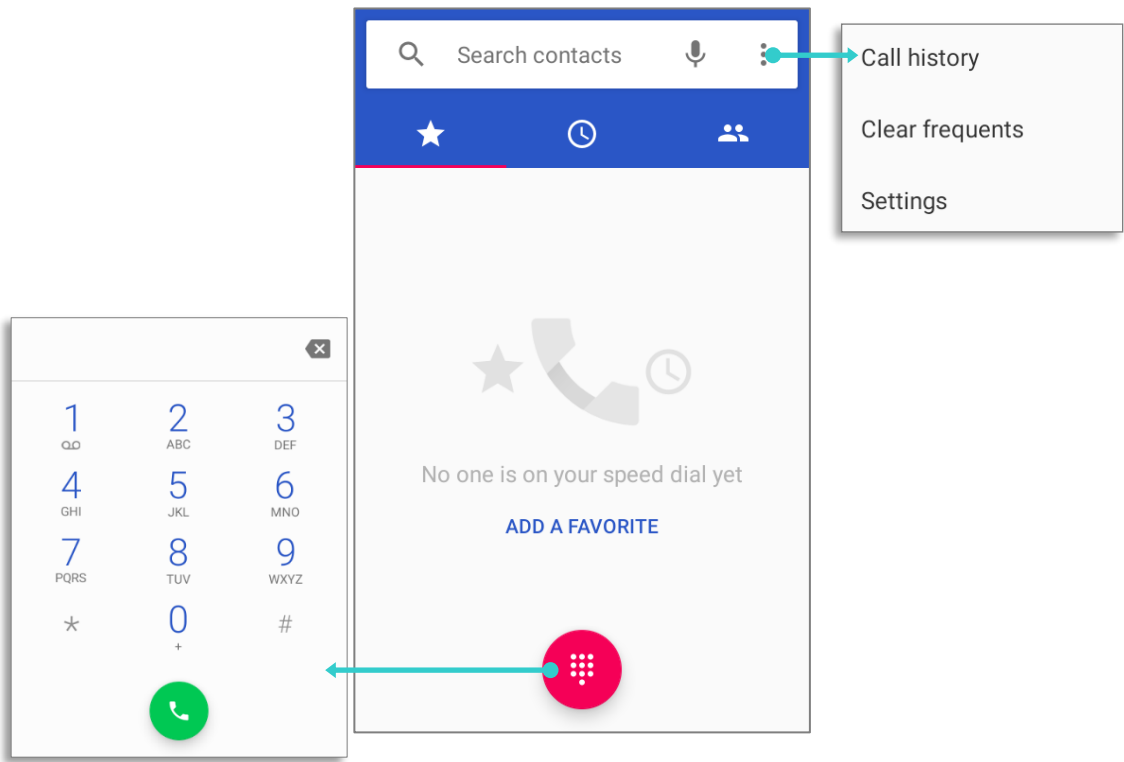 Search contacts
Call history
Clear frequents
Settings
No one is on your speed dial yet
ADD A FAVORITE
1 2 3
ABC DEF
4 5 6
GHI JKL MNO
7 8 9
PQRS TUV WXYZ
* 0 #
+